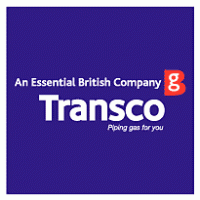 An Essential British Company g
Transco
Piping gas for you